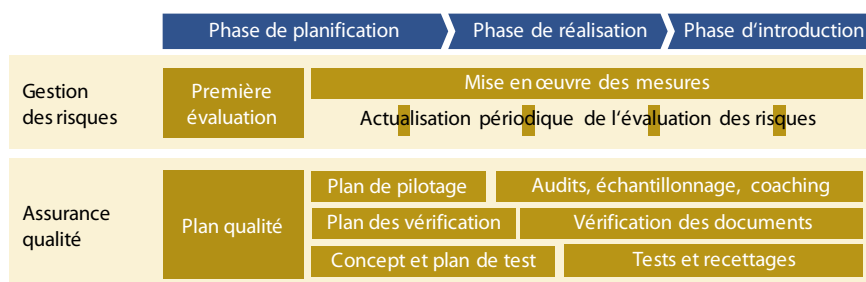 Phase de planification Phase de réalisation Phase d'introduction
Gestion
des risques
Première
évaluation
Mise en œuvre des mesures
Actualisation périodique de l'évaluation des risques
Assurance
qualité
Plan qualité
Plan de pilotage Audits, échantillonnage, coaching
Plan des vérification Vérification des documents
Concept et plan de test Tests et recettages